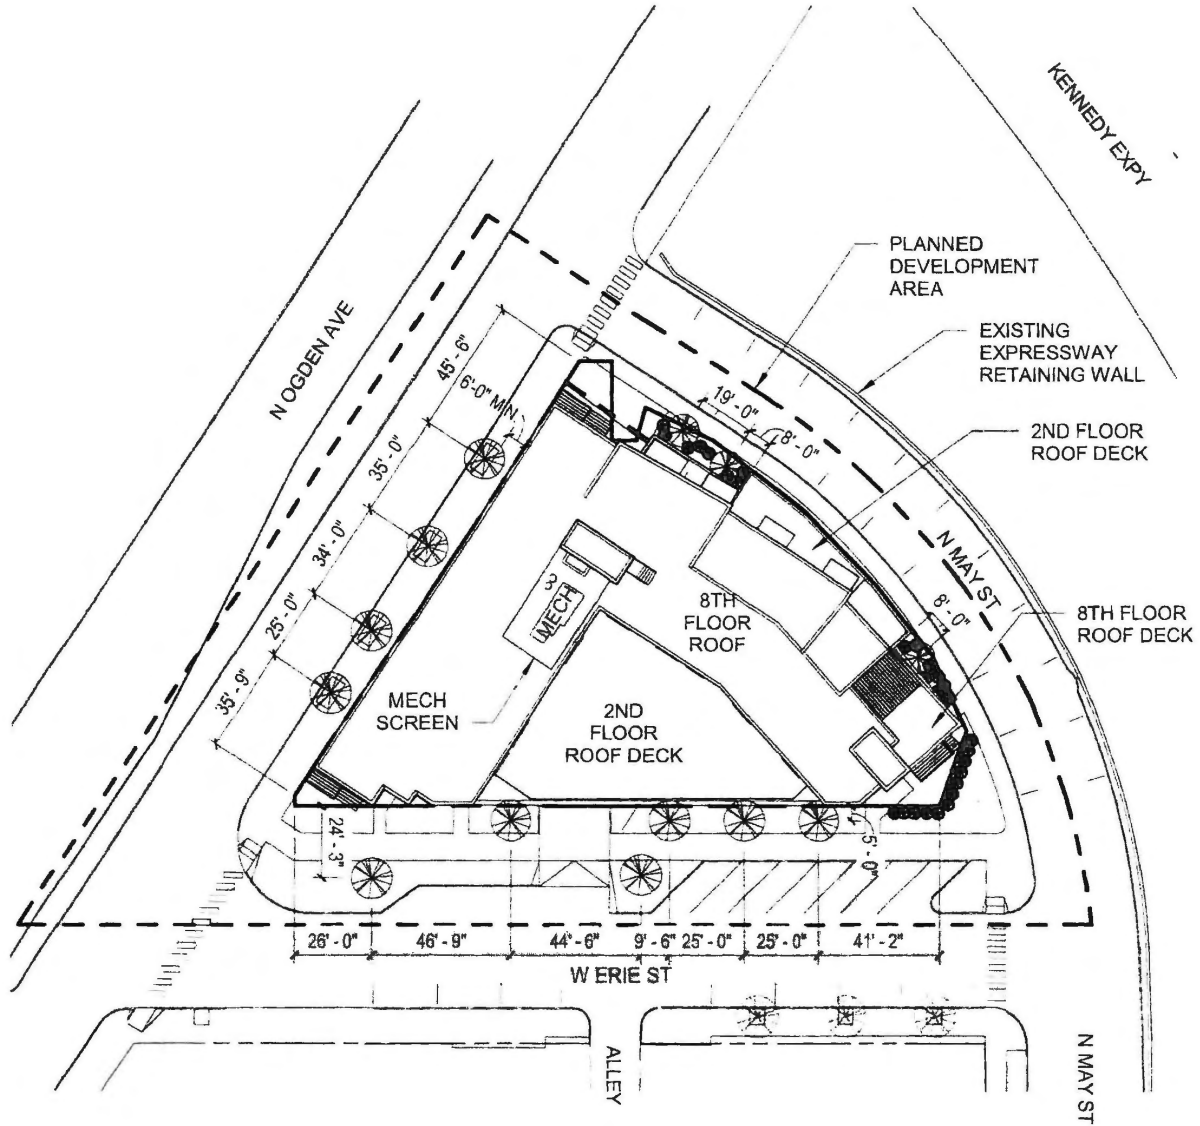 KENNEDY EXPY
PLANNED
DEVELOPMENT
AREA
EXISTING
EXPRESSWAY
RETAINING WALL
2ND FLOOR
ROOF DECK
N OGDEN AVE
45' - 6"
6'-0" MIN
35' - 0"
34' - 0"
25' - 0"
35' - 9"
19' - 0"
8' - 0"
N MAY ST
8' - 0"
8TH FLOOR
ROOF DECK
MECH
8TH
FLOOR
ROOF
MECH
SCREEN
2ND
FLOOR
ROOF DECK
24' - 3"
5' - 0"
26' - 0"
46' - 9"
44' - 6"
9' - 6"
25' - 0"
25' - 0"
41' - 2"
W ERIE ST
ALLEY
N MAY ST